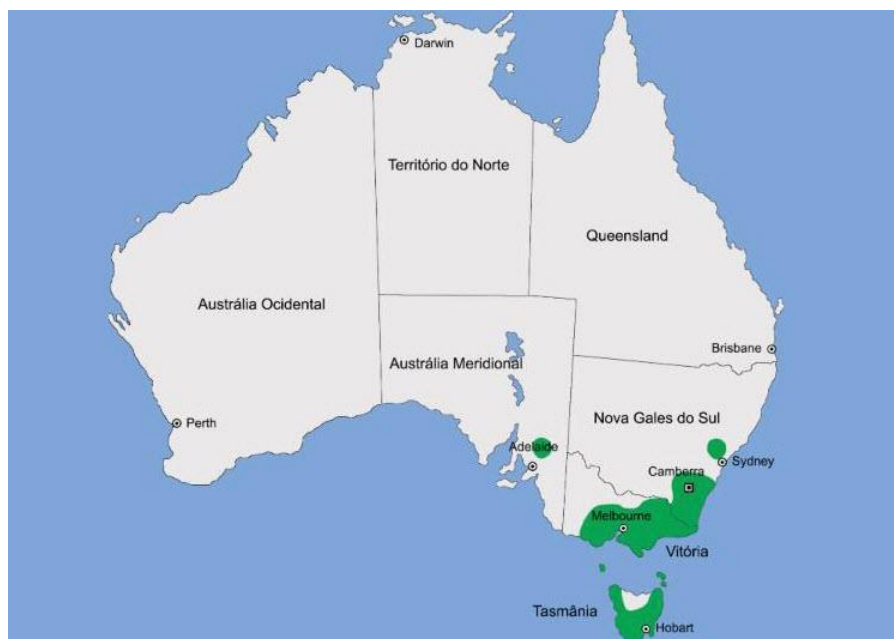 Darwin
Território do Norte
Queensland
Austrália Ocidental
Brisbane
Austrália Meridional
Nova Gales do Sul
Perth
Adelaide
Sydney
Camberra
Melbourne
Vitória
Tasmânia
Hobart